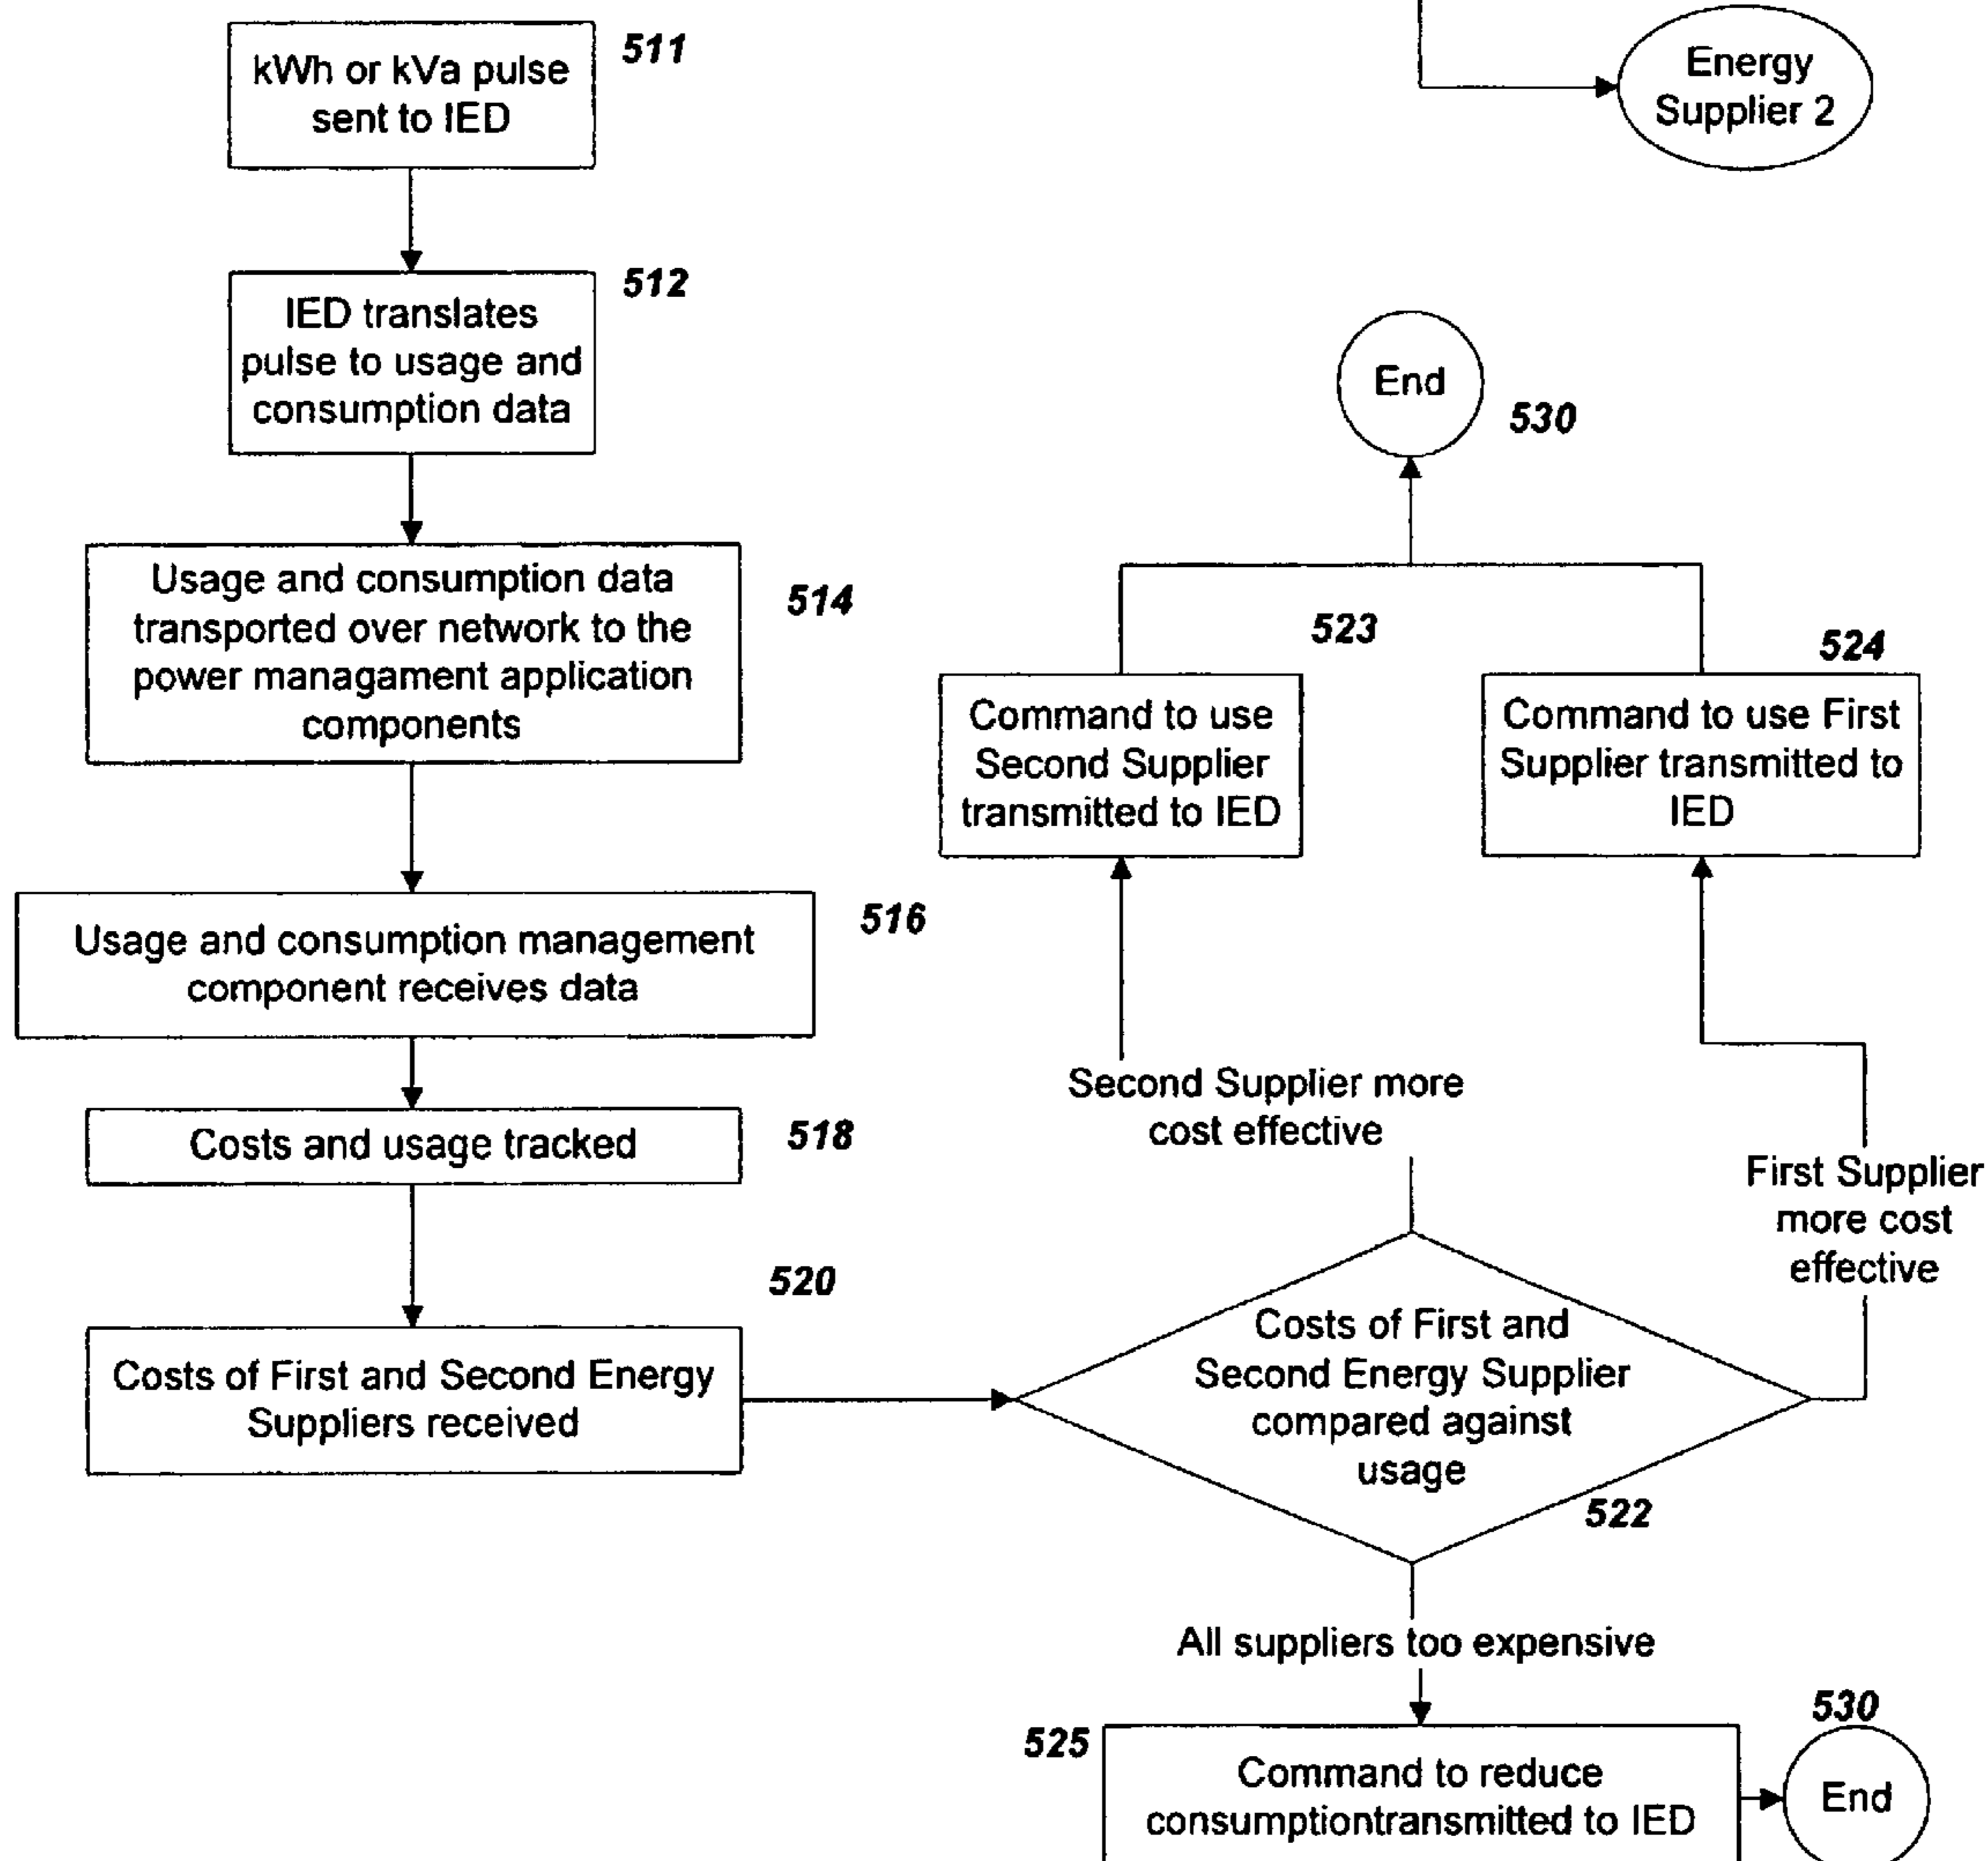 kWh or kVa pulse
sent to IED
511
Energy
Supplier 2
IED translates
pulse to usage and
consumption data
512
End
530
Usage and consumption data
transported over network to the
power managament application
components
514
Command to use
Second Supplier
transmitted to IED
523
Command to use First
Supplier transmitted to
IED
524
Usage and consumption management
component receives data
516
Second Supplier more
cost effective
Costs and usage tracked
518
First Supplier
more cost
effective
Costs of First and Second Energy
Suppliers received
520
Costs of First and
Second Energy Supplier
compared against
usage
522
All suppliers too expensive
525
Command to reduce
consumptiontransmitted to IED
530
End